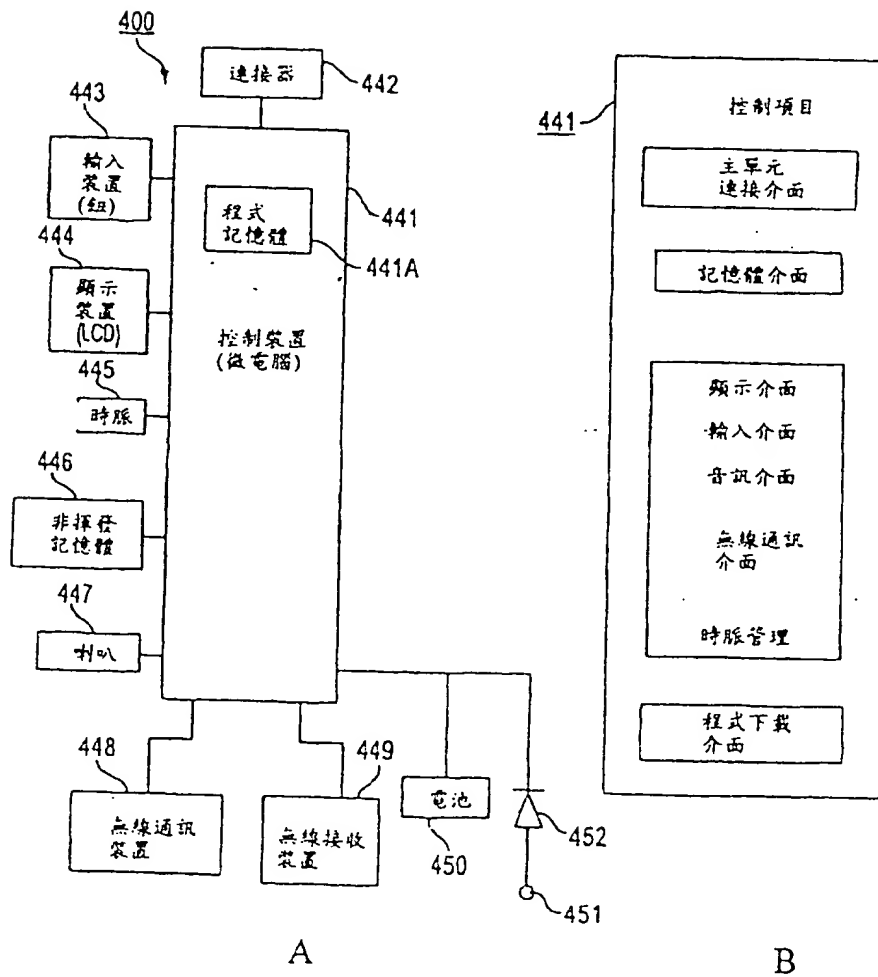 400
連接器
442
443
輸入
裝置
(鈕)
441
程式
記憶體
441A
444
顯示
裝置
(LCD)
控制裝置
(微電腦)
445
時脈
446
非揮發
記憶體
447
喇叭
448
無線通訊
裝置
449
無線接收
裝置
電池
450
452
451
A
441
控制項目
主單元
連接介面
記憶體介面
顯示介面
輸入介面
音訊介面
無線通訊
介面
時脈管理
程式下載
介面
B